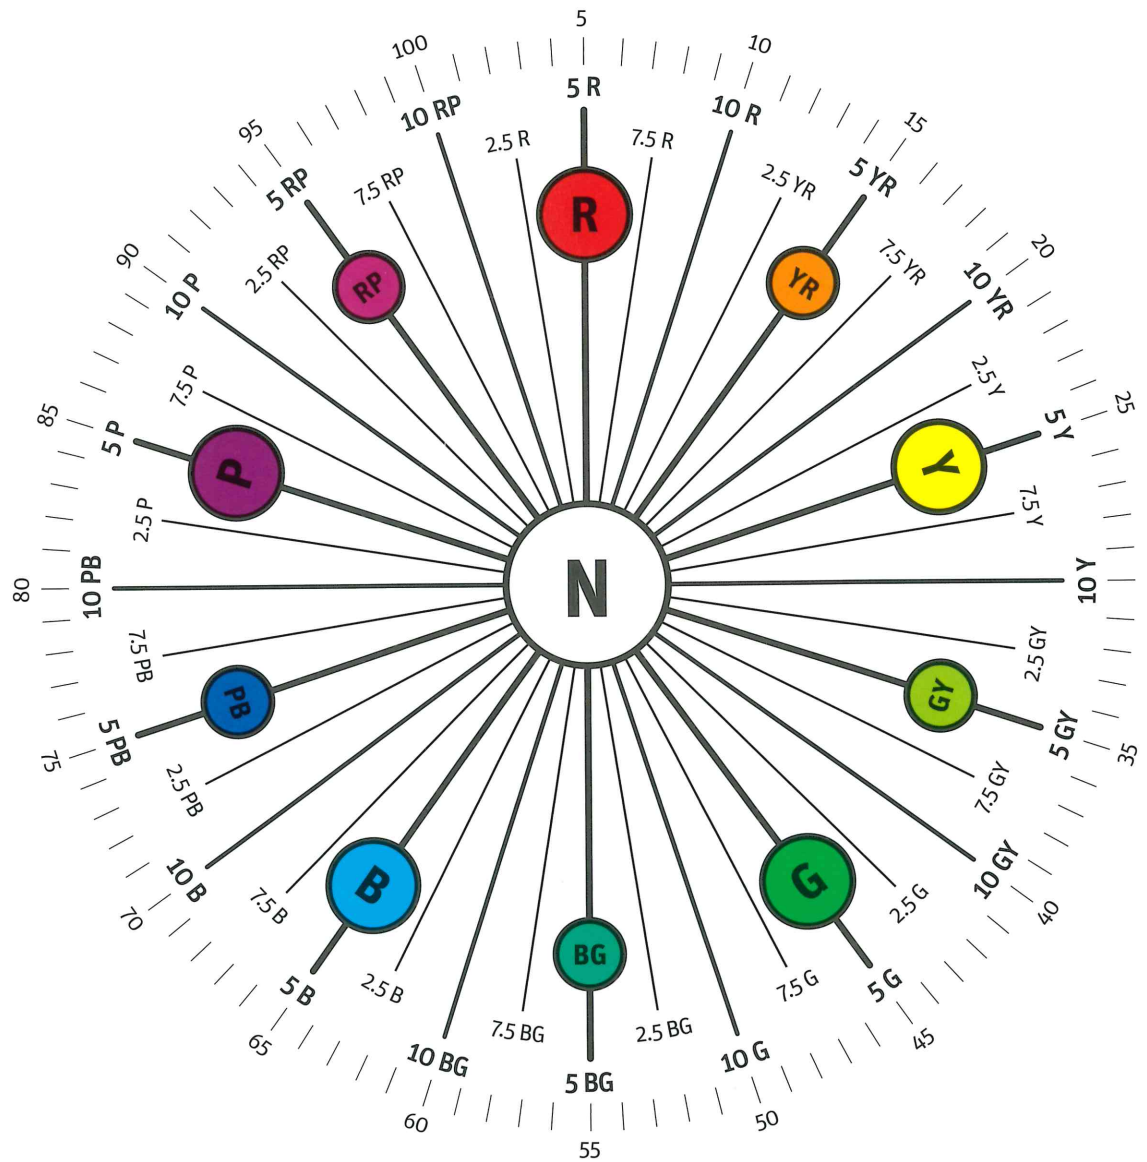 5
10
15
20
25
35
40
45
50
55
60
65
70
75
80
85
90
95
100
5 R
7.5 R
10 R
2.5 YR
5 YR
7.5 YR
10 YR
2.5 Y
5 Y
7.5 Y
10 Y
2.5 GY
5 GY
7.5 GY
10 GY
2.5 G
5 G
7.5 G
10 G
2.5 BG
5 BG
7.5 BG
10 BG
2.5 B
5 B
7.5 B
10 B
2.5 PB
5 PB
7.5 PB
10 PB
2.5 P
5 P
7.5 P
10 P
2.5 RP
5 RP
7.5 RP
10 RP
2.5 R
R
YR
Y
GY
G
BG
B
PB
P
RP
N